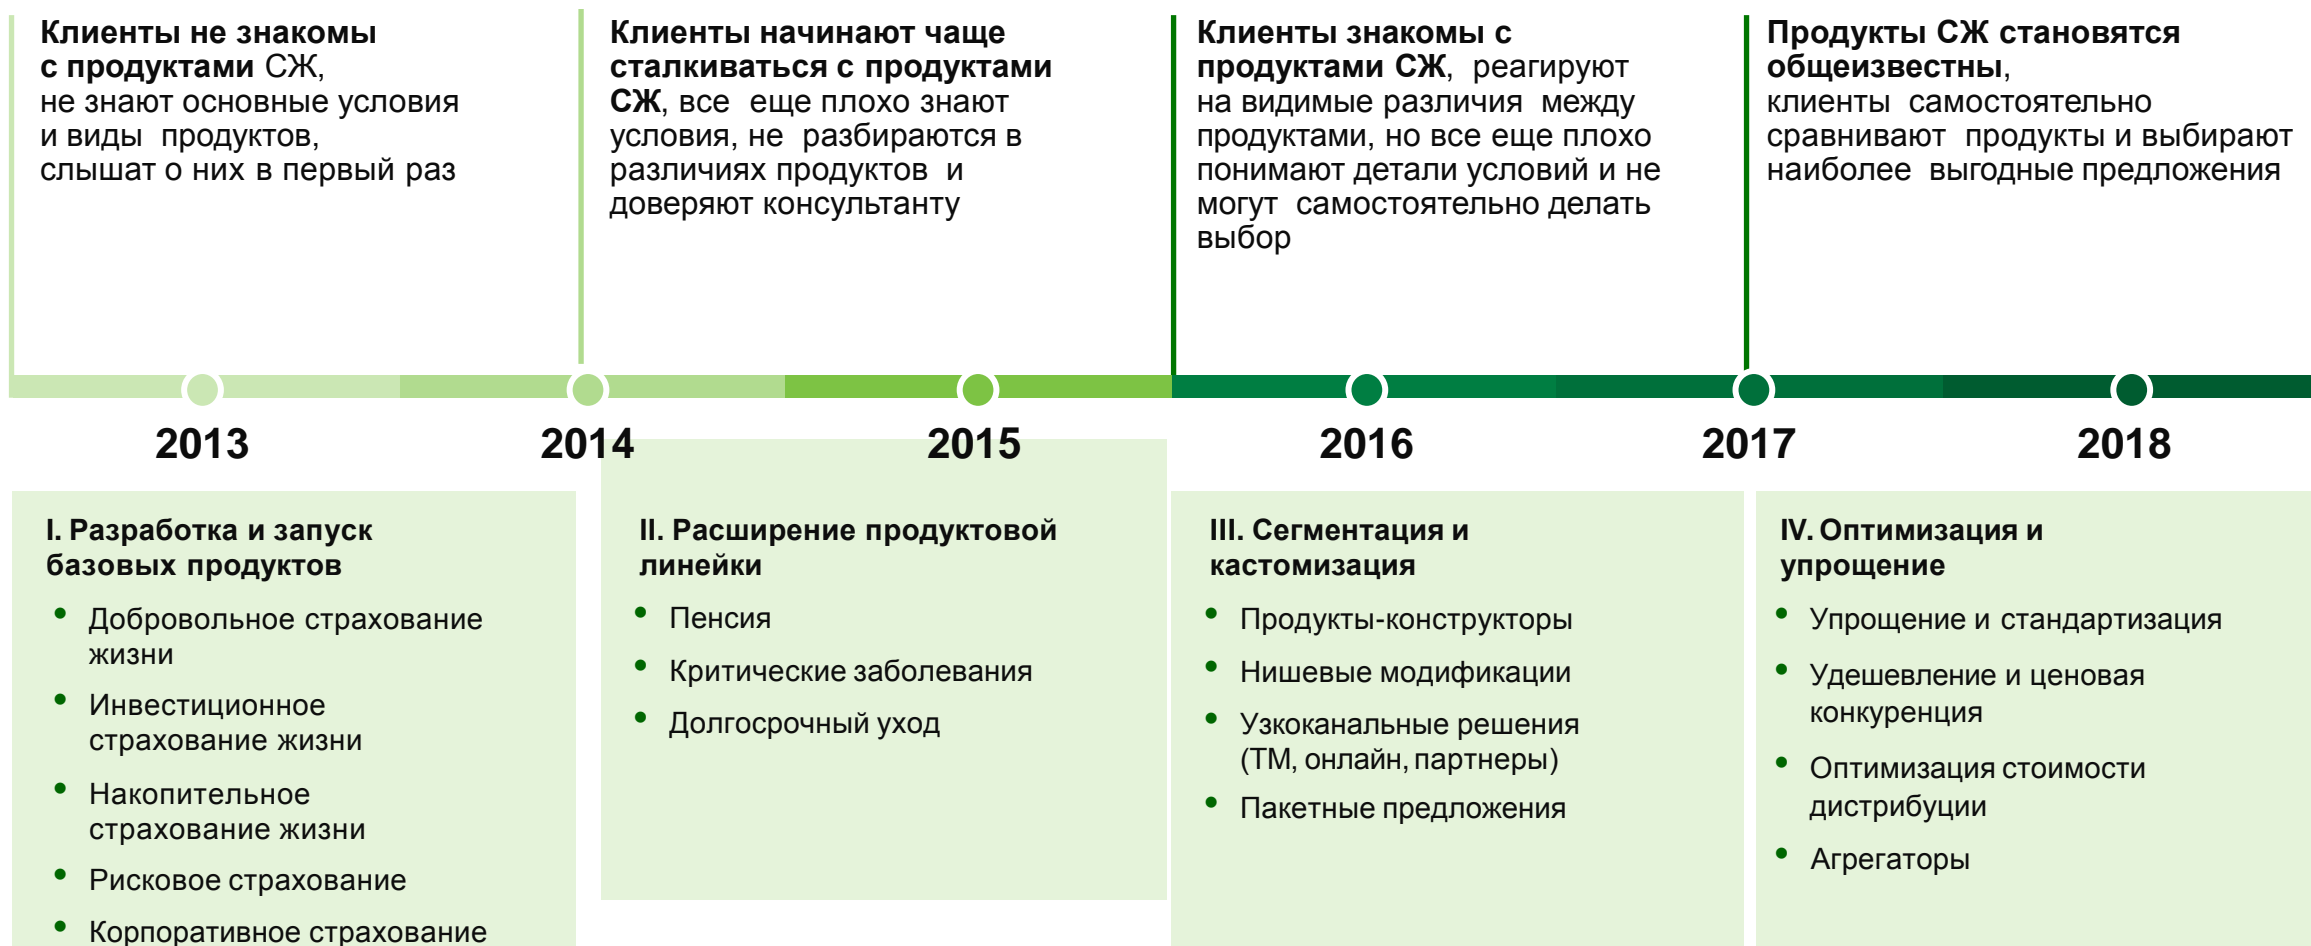 Клиенты не знакомы
с продуктами СЖ,
не знают основные условия
и виды продуктов,
слышат о них в первый раз
Клиенты начинают чаще
сталкиваться с продуктами
СЖ, все еще плохо знают
условия, не разбираются в
различиях продуктов и
доверяют консультанту
Клиенты знакомы с
продуктами СЖ, реагируют
на видимые различия между
продуктами, но все еще плохо
понимают детали условий и не
могут самостоятельно делать
выбор
Продукты СЖ становятся
общеизвестны,
клиенты самостоятельно
сравнивают продукты и выбирают
наиболее выгодные предложения
2013
2014
2015
2016
2017
2018
I. Разработка и запуск
базовых продуктов
• Добровольное страхование
жизни
• Инвестиционное
страхование жизни
• Накопительное
страхование жизни
• Рисковое страхование
• Корпоративное страхование
II. Расширение продуктовой
линейки
• Пенсия
• Критические заболевания
• Долгосрочный уход
III. Сегментация и
кастомизация
• Продукты-конструкторы
• Нишевые модификации
• Узкоканальные решения
(ТМ, онлайн, партнеры)
• Пакетные предложения
IV. Оптимизация и
упрощение
• Упрощение и стандартизация
• Удешевление и ценовая
конкуренция
• Оптимизация стоимости
дистрибуции
• Агрегаторы